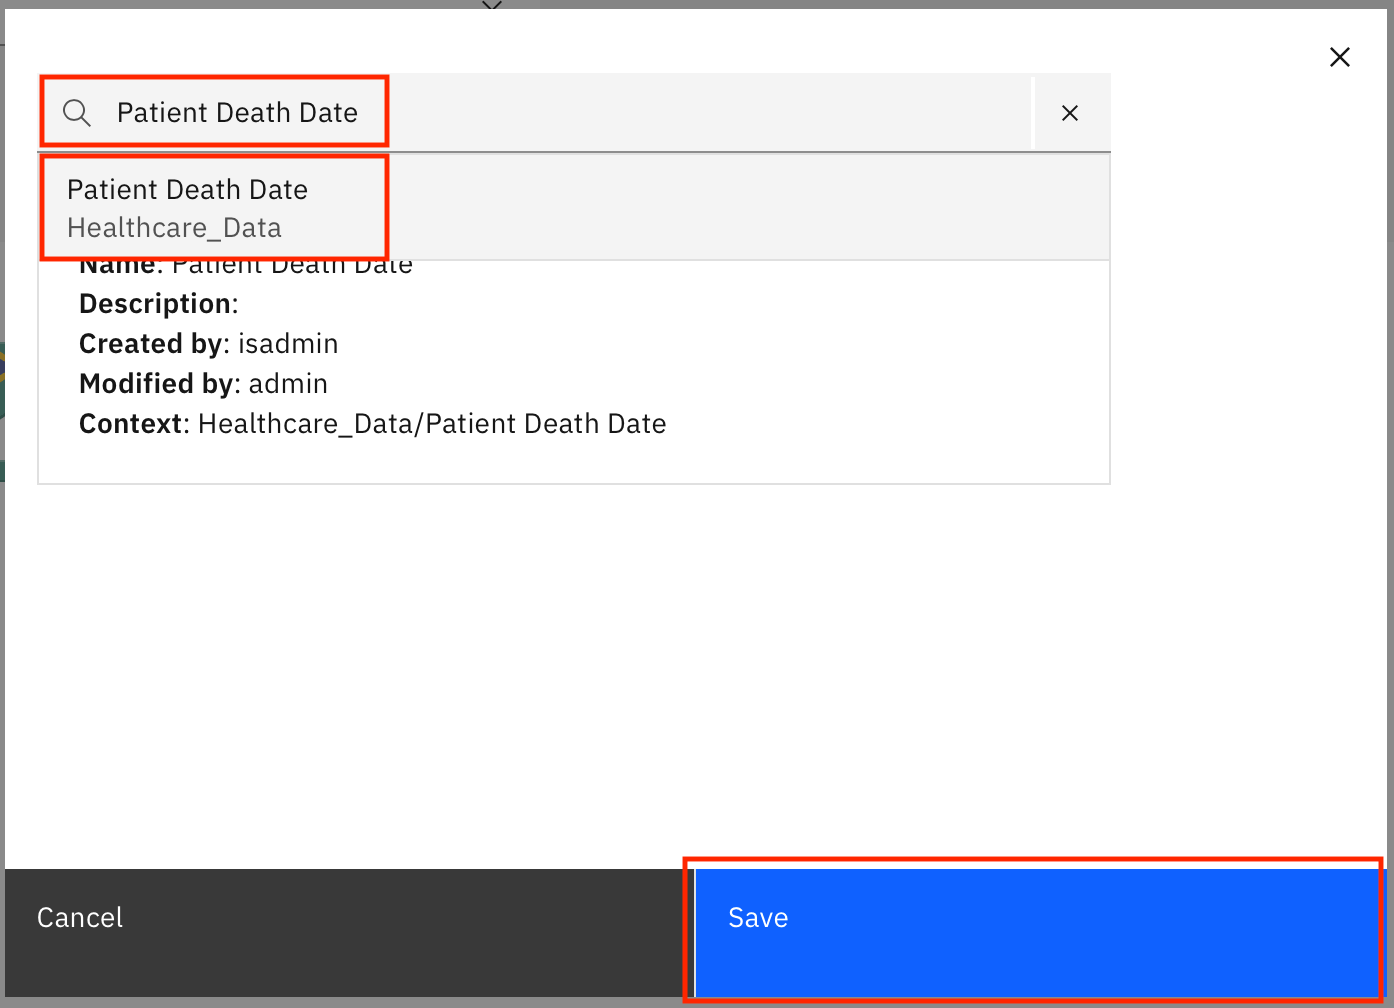 Patient Death Date
Patient Death Date
Healthcare_Data
Name: Patient Death Date
Description:
Created by: isadmin
Modified by: admin
Context: Healthcare_Data/Patient Death Date
Cancel
Save